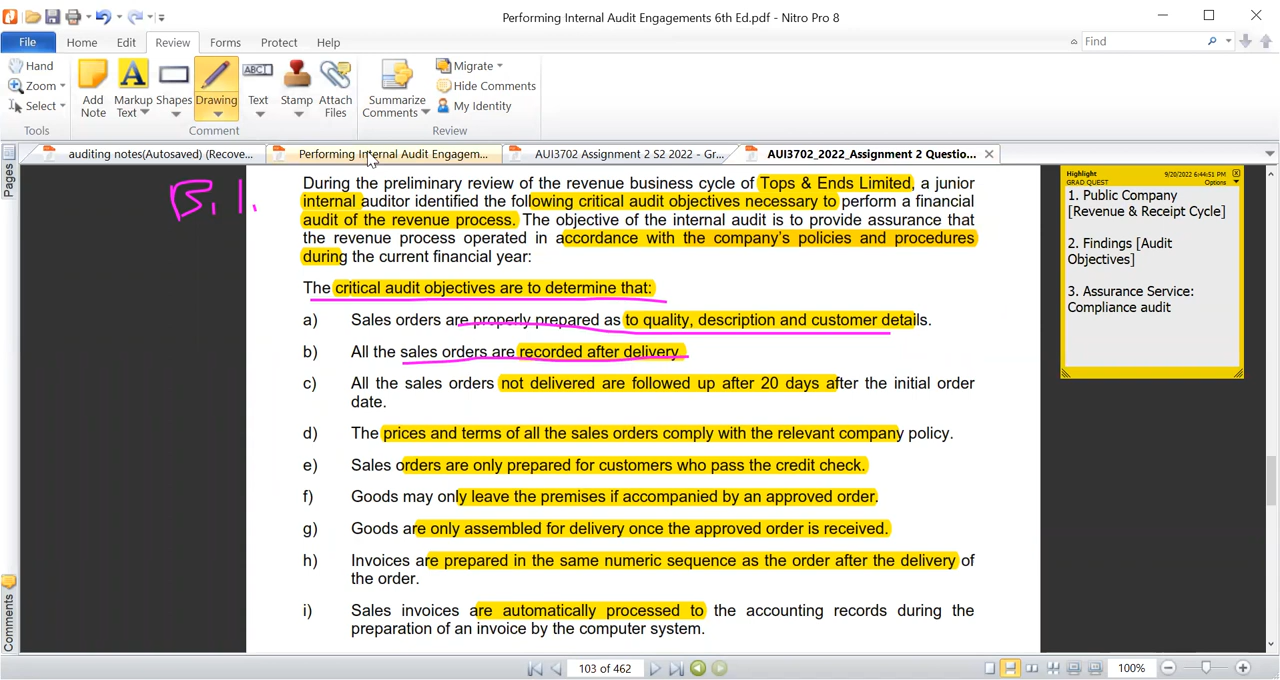 Performing Internal Audit Engagements 6th Ed.pdf - Nitro Pro 8
File Home Edit Review Forms Protect Help Find
Hand
Zoom
Select
Tools
Add Note
Markup Text
Shapes
Drawing
Text
Stamp
Attach Files
Comment
Summarize Comments
Migrate
Hide Comments
My Identity
Review
Pages
auditing notes(Autosaved) (Recove...
Performing Internal Audit Engagem...
AUI3702 Assignment 2 S2 2022 - Gr...
AUI3702_2022_Assignment 2 Questio...
B.1.
During the preliminary review of the revenue business cycle of Tops & Ends Limited, a junior
internal auditor identified the following critical audit objectives necessary to perform a financial
audit of the revenue process. The objective of the internal audit is to provide assurance that
the revenue process operated in accordance with the company's policies and procedures
during the current financial year:
The critical audit objectives are to determine that:
a) Sales orders are properly prepared as to quality, description and customer details.
b) All the sales orders are recorded after delivery
c) All the sales orders not delivered are followed up after 20 days after the initial order
date.
d) The prices and terms of all the sales orders comply with the relevant company policy.
e) Sales orders are only prepared for customers who pass the credit check.
f) Goods may only leave the premises if accompanied by an approved order.
g) Goods are only assembled for delivery once the approved order is received.
h) Invoices are prepared in the same numeric sequence as the order after the delivery of
the order.
i) Sales invoices are automatically processed to the accounting records during the
preparation of an invoice by the computer system.
Highlight 9/20/2022 6:44:51 PM
GRAD QUEST Options
1. Public Company
[Revenue & Receipt Cycle]
2. Findings [Audit
Objectives]
3. Assurance Service:
Compliance audit
Comments
103 of 462
100%